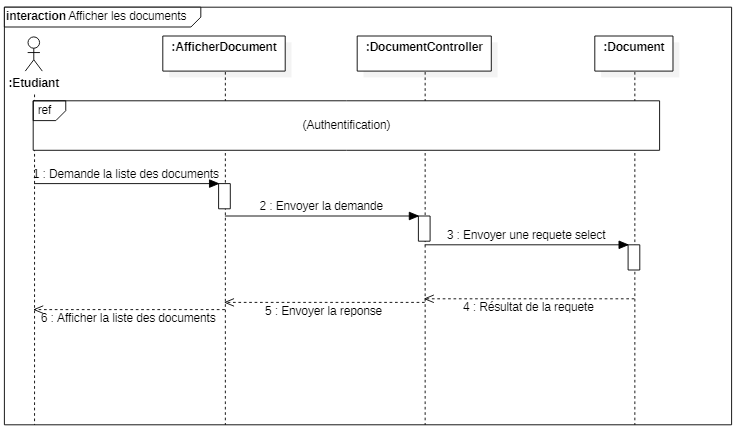 interaction Afficher les documents
:Etudiant
:AfficherDocument
:DocumentController
:Document
ref
(Authentification)
1 : Demande la liste des documents
2 : Envoyer la demande
3 : Envoyer une requete select
4 : Résultat de la requete
5 : Envoyer la reponse
6 : Afficher la liste des documents